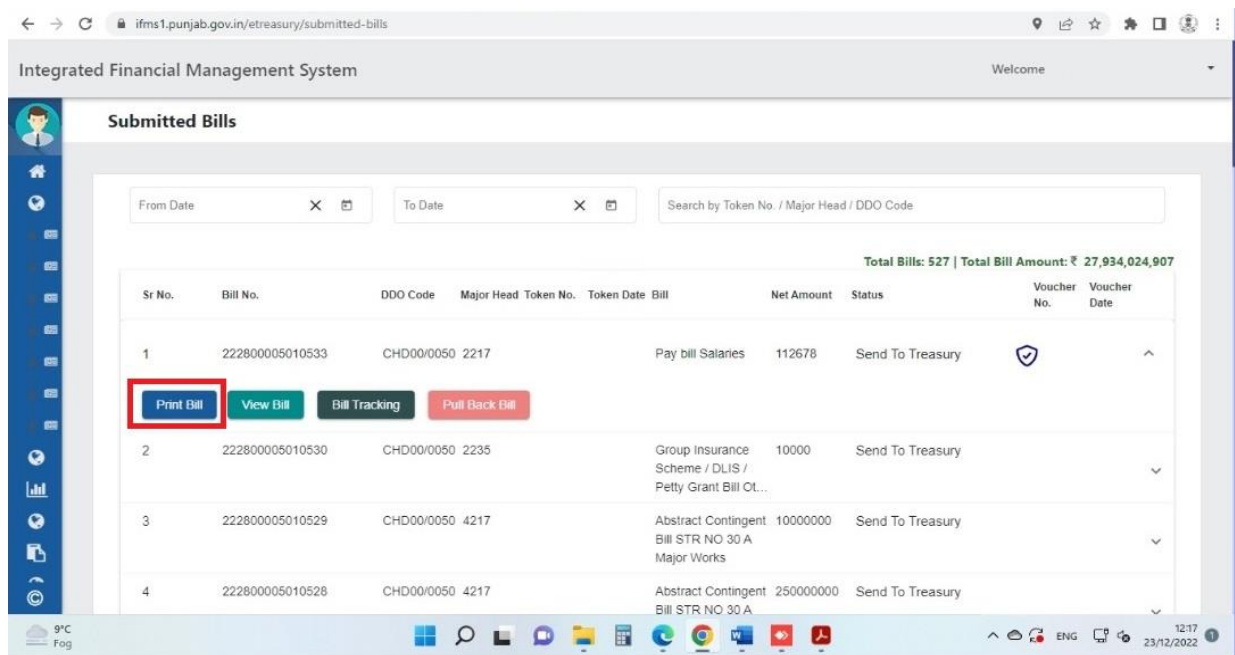 ifms1.punjab.gov.in/etreasury/submitted-bills
Integrated Financial Management System
Welcome
Submitted Bills
From Date
To Date
Search by Token No. / Major Head / DDO Code
Total Bills: 527 | Total Bill Amount: ₹ 27,934,024,907
Sr No. Bill No. DDO Code Major Head Token No. Token Date Bill Net Amount Status Voucher No. Voucher Date
1 222800005010533 CHD00/0050 2217 Pay bill Salaries 112678 Send To Treasury
Print Bill View Bill Bill Tracking Pull Back Bill
2 222800005010530 CHD00/0050 2235 Group Insurance 10000 Send To Treasury
Scheme / DLIS /
Petty Grant Bill Ot...
3 222800005010529 CHD00/0050 4217 Abstract Contingent 10000000 Send To Treasury
Bill STR NO 30 A
Major Works
4 222800005010528 CHD00/0050 4217 Abstract Contingent 250000000 Send To Treasury
Bill STR NO 30 A
9°C
Fog
ENG
12:17
23/12/2022
1